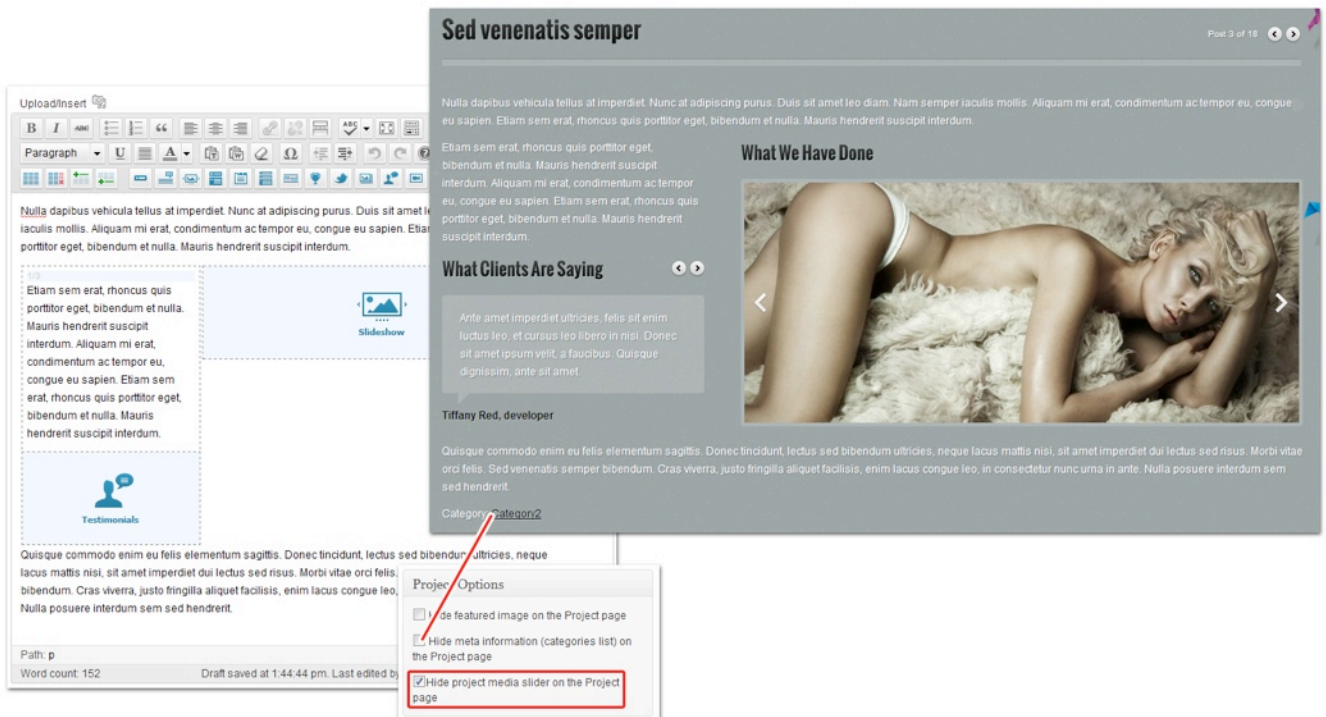 Upload/Insert
B I ABC ABC
Paragraph U A Ω
Nulla dapibus vehicula tellus at imperdiet. Nunc at adipiscing purus. Duis sit amet le
iaculis mollis. Aliquam mi erat, condimentum ac tempor eu, congue eu sapien. Etia
porttitor eget, bibendum et nulla. Mauris hendrerit suscipit interdum.
1/3
Etiam sem erat, rhoncus quis
porttitor eget, bibendum et nulla.
Mauris hendrerit suscipit
interdum. Aliquam mi erat,
condimentum ac tempor eu,
congue eu sapien. Etiam sem
erat, rhoncus quis porttitor eget,
bibendum et nulla. Mauris
hendrerit suscipit interdum.
Slideshow
Testimonials
Quisque commodo enim eu felis elementum sagittis. Donec tincidunt, lectus sed bibendum ultricies, neque
lacus mattis nisi, sit amet imperdiet dui lectus sed risus. Morbi vitae orci felis.
bibendum. Cras viverra, justo fringilla aliquet facilisis, enim lacus congue leo,
Nulla posuere interdum sem sed hendrerit.
Path: p
Word count: 152
Draft saved at 1:44:44 pm. Last edited by
Sed venenatis semper
Post 3 of 18
Nulla dapibus vehicula tellus at imperdiet. Nunc at adipiscing purus. Duis sit amet leo diam. Nam semper iaculis mollis. Aliquam mi erat, condimentum ac tempor eu, congue
eu sapien. Etiam sem erat, rhoncus quis porttitor eget, bibendum et nulla. Mauris hendrerit suscipit interdum.
Etiam sem erat, rhoncus quis porttitor eget,
bibendum et nulla. Mauris hendrerit suscipit
interdum. Aliquam mi erat, condimentum ac tempor
eu, congue eu sapien. Etiam sem erat, rhoncus quis
porttitor eget, bibendum et nulla. Mauris hendrerit
suscipit interdum.
What We Have Done
What Clients Are Saying
Ante amet imperdiet ultricies, felis sit enim
luctus leo, et cursus leo libero in nisi. Donec
sit amet ipsum velit, a faucibus. Quisque
dignissim, ante sit amet.
Tiffany Red, developer
Quisque commodo enim eu felis elementum sagittis. Donec tincidunt, lectus sed bibendum ultricies, neque lacus mattis nisi, sit amet imperdiet dui lectus sed risus. Morbi vitae
orci felis. Sed venenatis semper bibendum. Cras viverra, justo fringilla aliquet facilisis, enim lacus congue leo, in consectetur nunc urna in ante. Nulla posuere interdum sem
sed hendrerit.
Category: Category2
Project Options
Hide featured image on the Project page
Hide meta information (categories list) on
the Project page
Hide project media slider on the Project
page